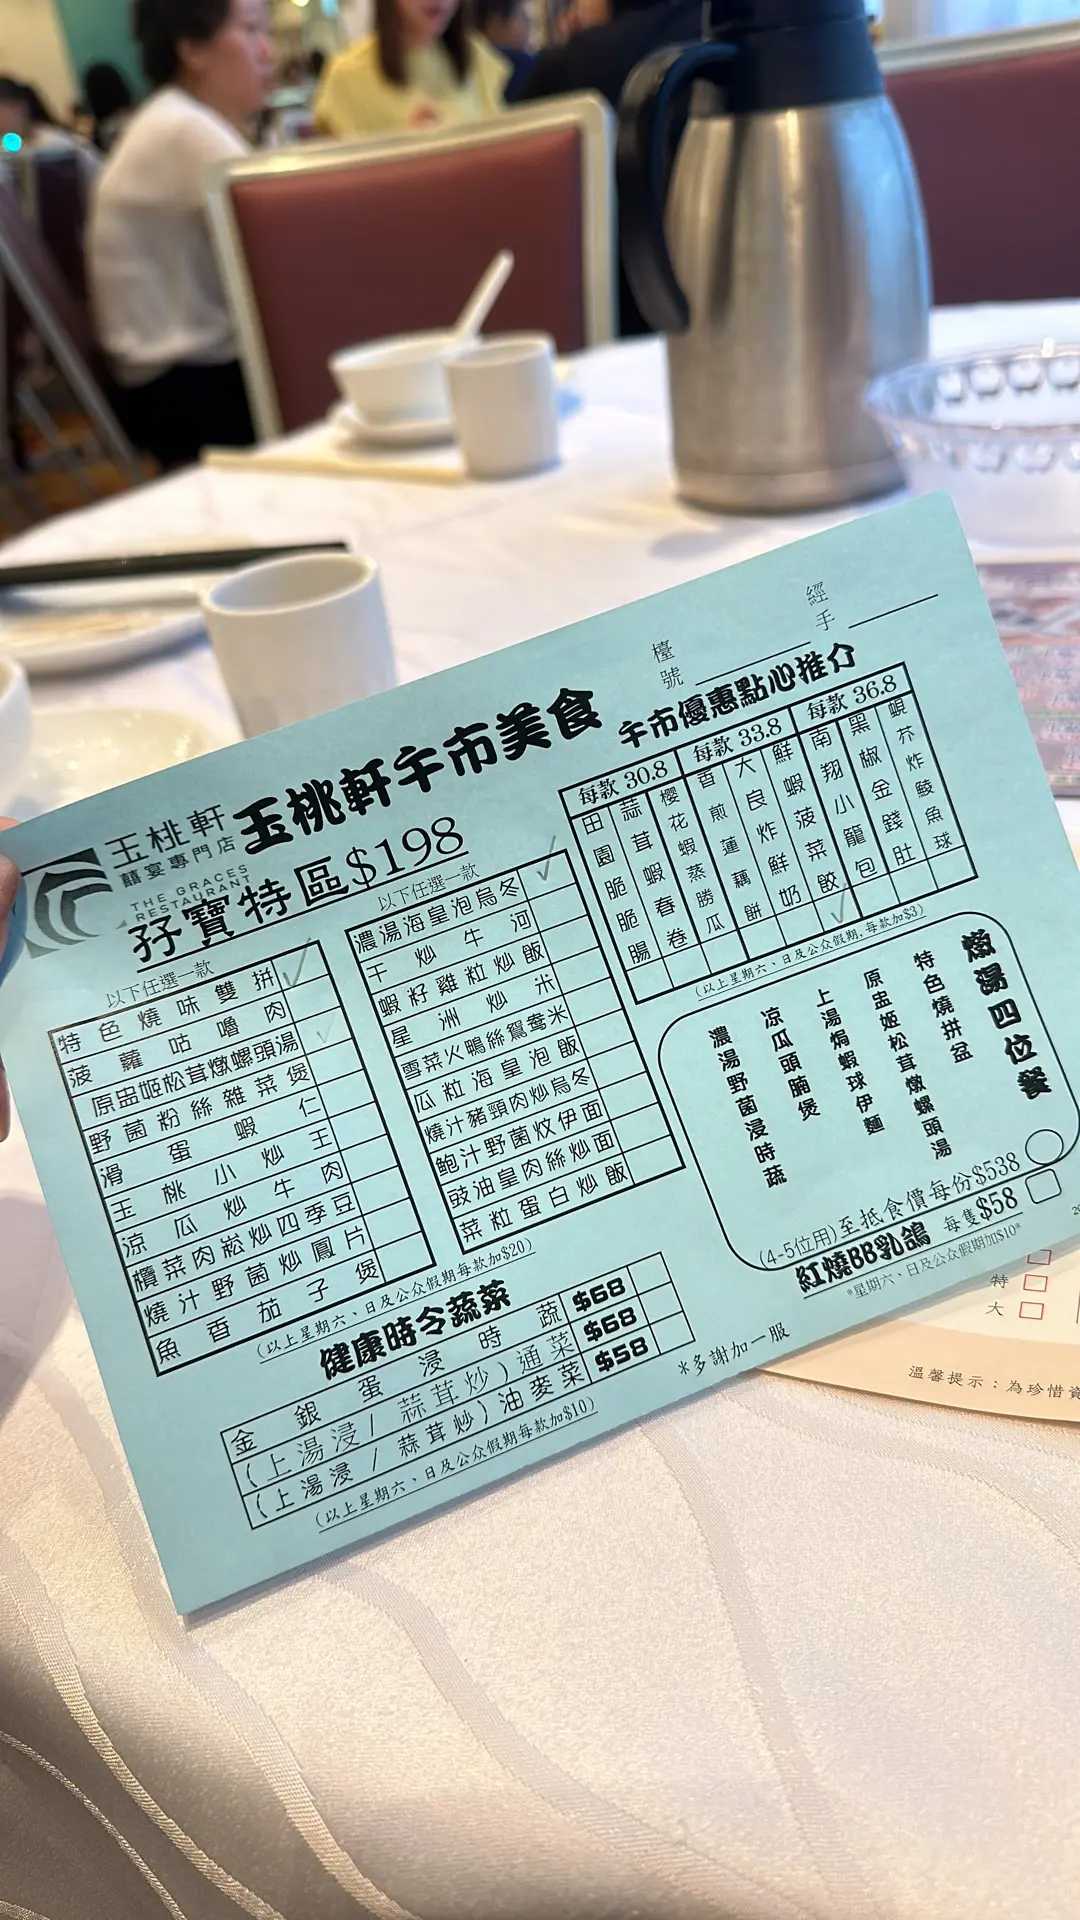 經手
檯號
玉桃軒
囍宴專門店
THE GRACES
RESTAURANT
玉桃軒午市美食
孖寶特區$198
以下任選一款
特色燒味雙拼
菠蘿咕嚕肉
原盅姬松茸燉螺頭湯
野菌粉絲雜菜煲
滑蛋蝦仁
玉桃小炒王
涼瓜炒牛肉
欖菜肉崧炒四季豆
燒汁野菌炒鳳片
魚香茄子煲
以下任選一款
濃湯海皇泡烏冬
干炒牛河
蝦籽雞粒炒飯
星洲炒米
雪菜火鴨絲鴛鴦米
瓜粒海皇泡飯
燒汁豬頸肉炒烏冬
鮑汁野菌炆伊面
豉油皇肉絲炒面
菜粒蛋白炒飯
(以上星期六、日及公众假期每款加$20)
健康時令蔬菜
金銀蛋浸時蔬 $68
(上湯浸/蒜茸炒)通菜 $68
(上湯浸/蒜茸炒)油麥菜 $58
(以上星期六、日及公众假期每款加$10)
午市優惠點心推介
每款 30.8
田園脆脆腸
蒜茸蝦春卷
櫻花蝦蒸勝瓜
每款 33.8
香煎蓮藕餅
大良炸鮮奶
鮮蝦菠菜餃
每款 36.8
南翔小籠包
黑椒金錢肚
蜆芥炸鯪魚球
(以上星期六、日及公众假期,每款加$3)
燉湯四位餐
特色燒拼盆
原盅姬松茸燉螺頭湯
上湯焗蝦球伊麵
凉瓜頭腩煲
濃湯野菌浸時蔬
(4-5位用)至抵食價每份$538
紅燒BB乳鴿 每隻$58
*星期六、日及公众假期加$10*
*多謝加一服
特
大
溫馨提示:為珍惜資